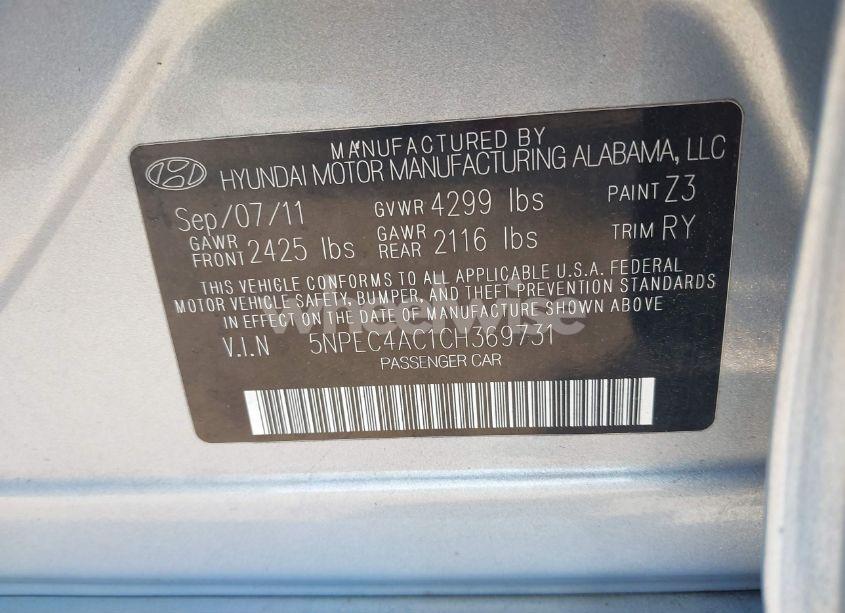 MANUFACTURED BY
HYUNDAI MOTOR MANUFACTURING ALABAMA, LLC
Sep/07/11 GVWR 4299 lbs PAINT Z3
GAWR FRONT 2425 lbs GAWR REAR 2116 lbs TRIM RY
THIS VEHICLE CONFORMS TO ALL APPLICABLE U.S.A. FEDERAL
MOTOR VEHICLE SAFETY, BUMPER, AND THEFT PREVENTION STANDARDS
IN EFFECT ON THE DATE OF MANUFACTURE SHOWN ABOVE
wheelwise
V.I.N 5NPEC4AC1CH369731
PASSENGER CAR